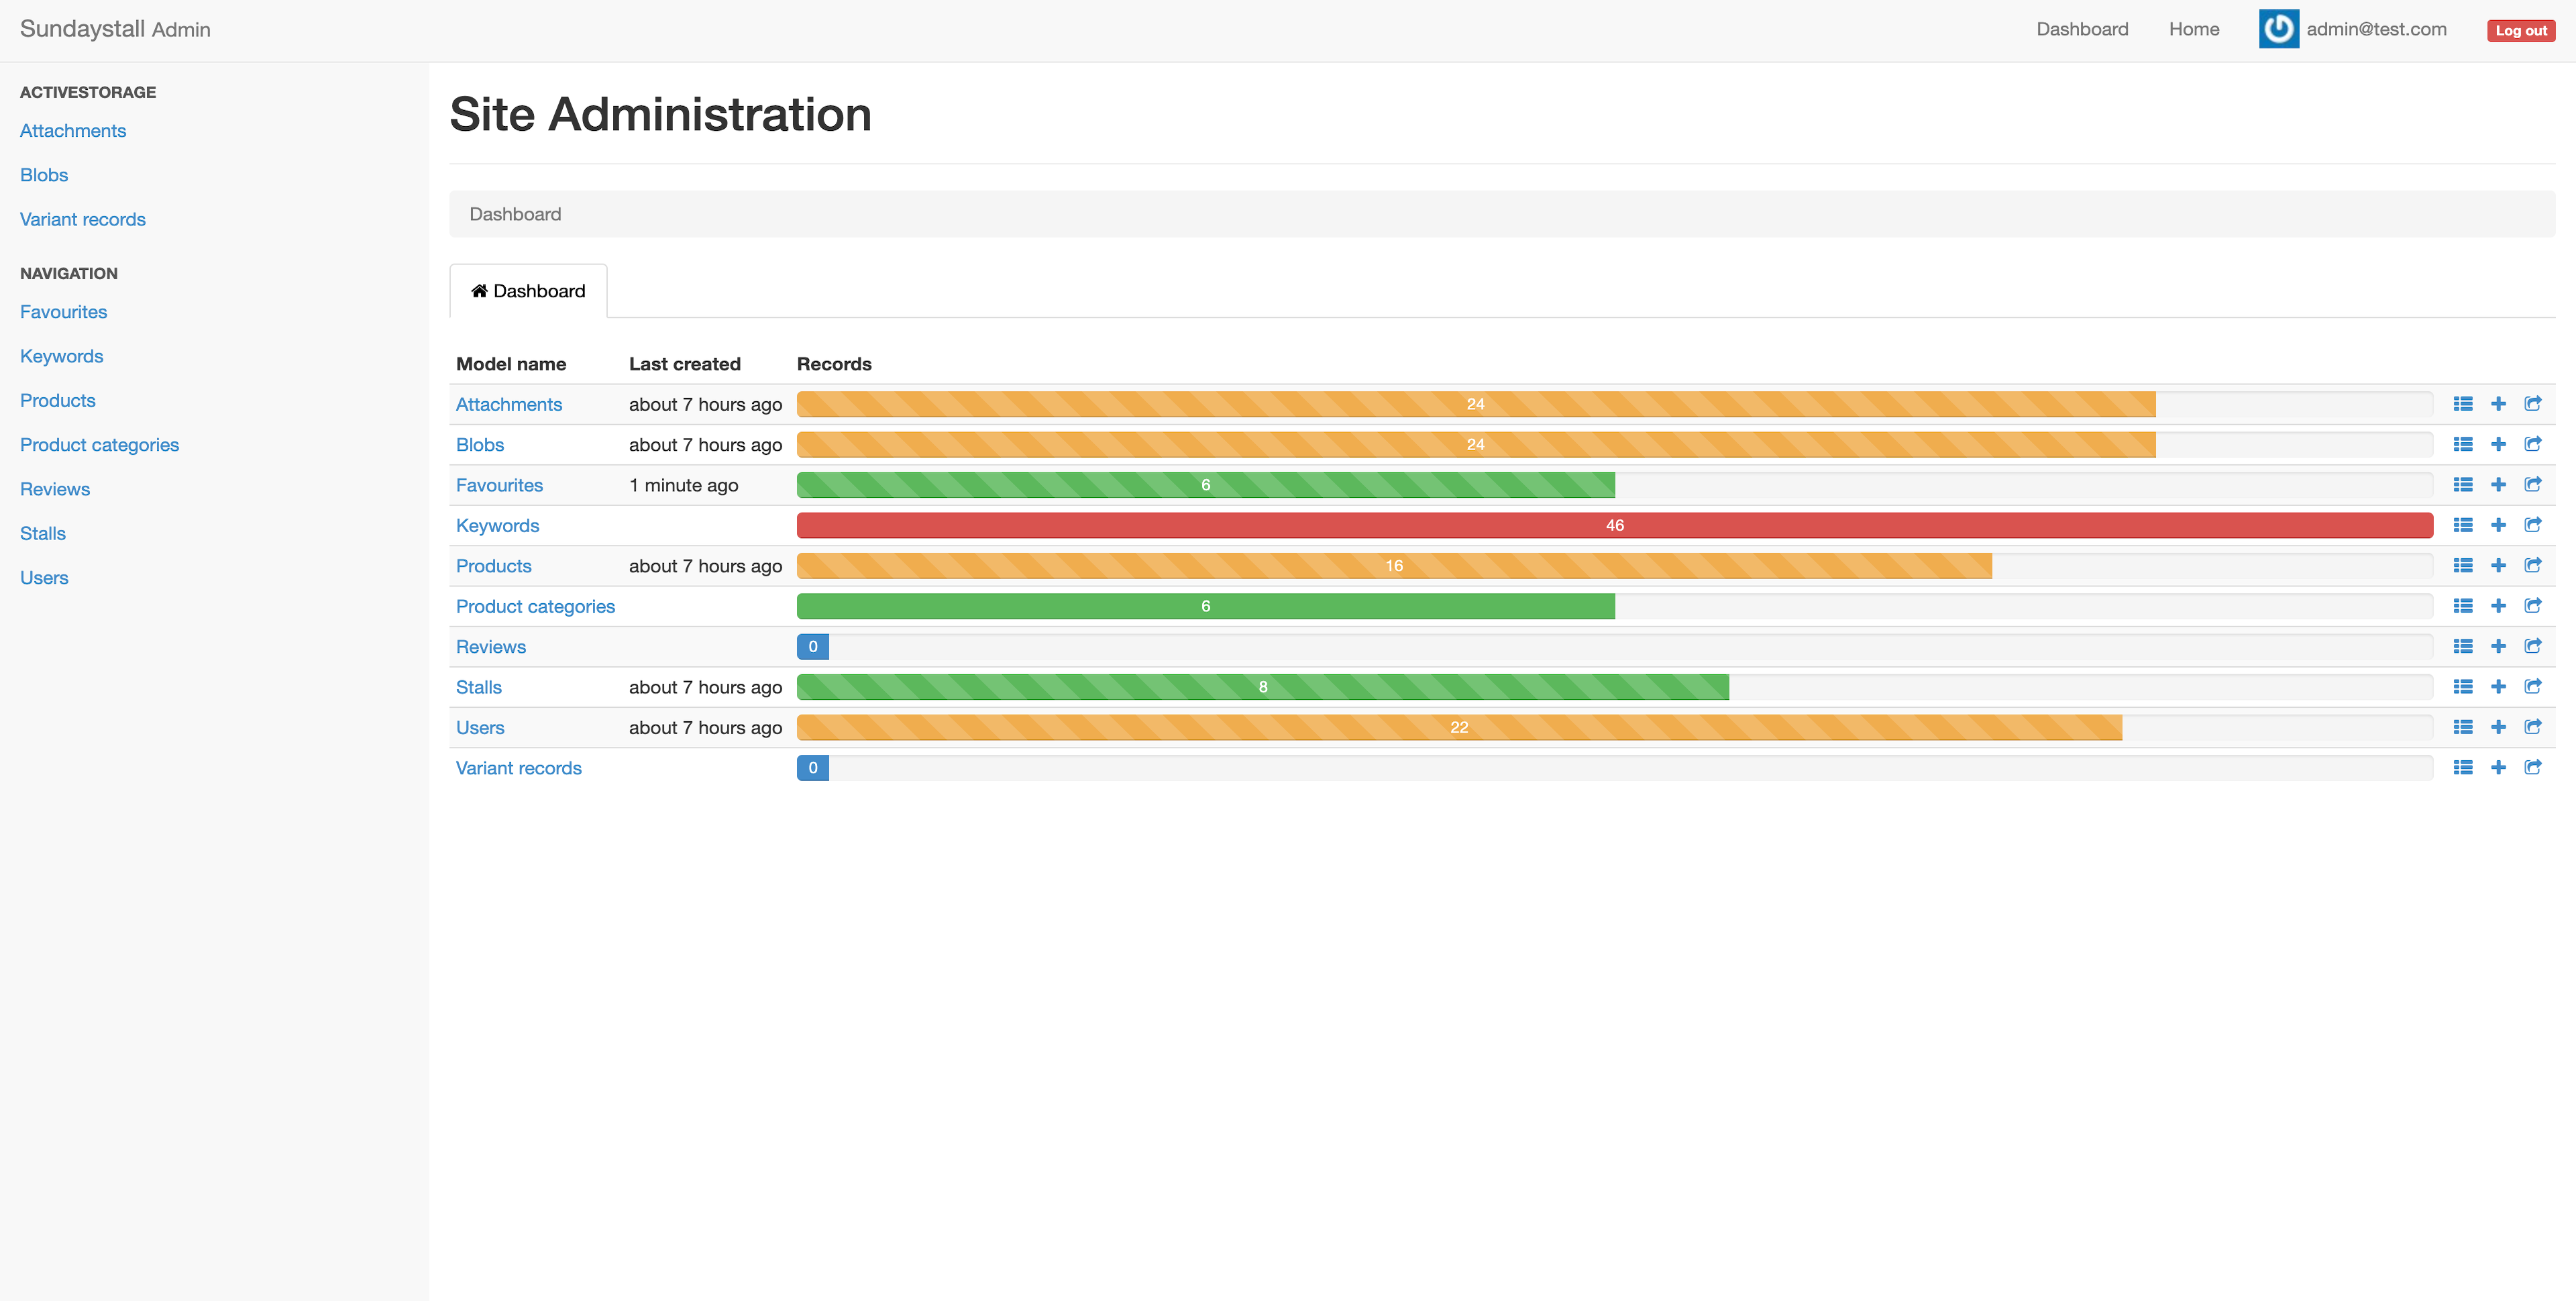 Sundaystall Admin
Dashboard Home admin@test.com Log out
ACTIVESTORAGE
Attachments
Blobs
Variant records
NAVIGATION
Favourites
Keywords
Products
Product categories
Reviews
Stalls
Users
Site Administration
Dashboard
Dashboard
Model name Last created Records
Attachments about 7 hours ago 24
Blobs about 7 hours ago 24
Favourites 1 minute ago 6
Keywords 46
Products about 7 hours ago 16
Product categories 6
Reviews 0
Stalls about 7 hours ago 8
Users about 7 hours ago 22
Variant records 0